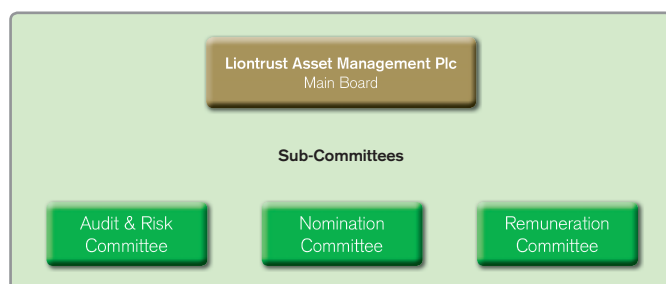 Liontrust Asset Management Plc
Main Board
Sub-Committees
Audit & Risk
Committee
Nomination
Committee
Remuneration
Committee